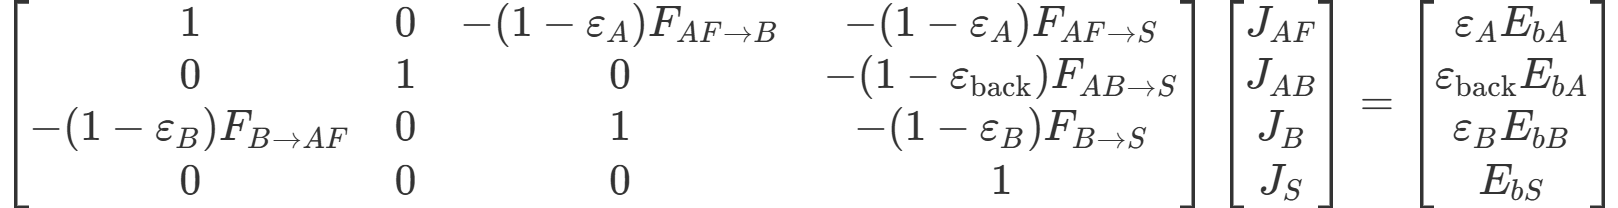 [ 1 0 −(1 − ε_A)F_{AF→B} −(1 − ε_A)F_{AF→S} ] [ J_{AF} ] [ ε_A E_{bA} ]
[ 0 1 0 −(1 − ε_back)F_{AB→S} ] [ J_{AB} ] = [ ε_back E_{bA} ]
[ −(1 − ε_B)F_{B→AF} 0 1 −(1 − ε_B)F_{B→S} ] [ J_B ] [ ε_B E_{bB} ]
[ 0 0 0 1 ] [ J_S ] [ E_{bS} ]